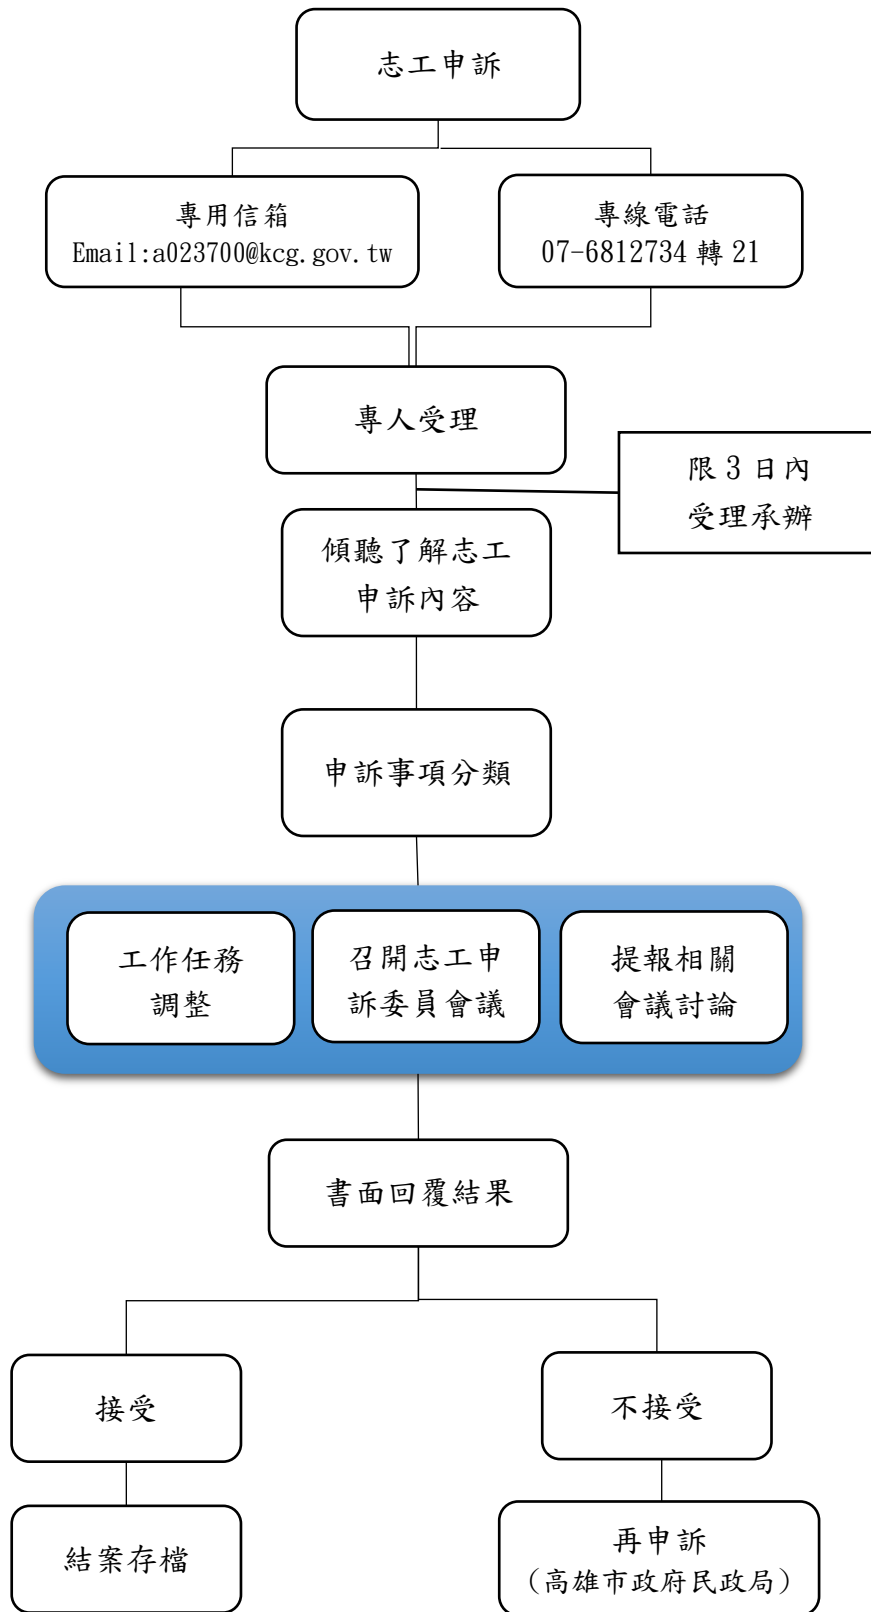 志工申訴
專用信箱
Email:a023700@kcg.gov.tw
專線電話
07-6812734 轉 21
專人受理
限 3 日內
受理承辦
傾聽了解志工
申訴內容
申訴事項分類
工作任務
調整
召開志工申
訴委員會議
提報相關
會議討論
書面回覆結果
接受
不接受
結案存檔
再申訴
(高雄市政府民政局)